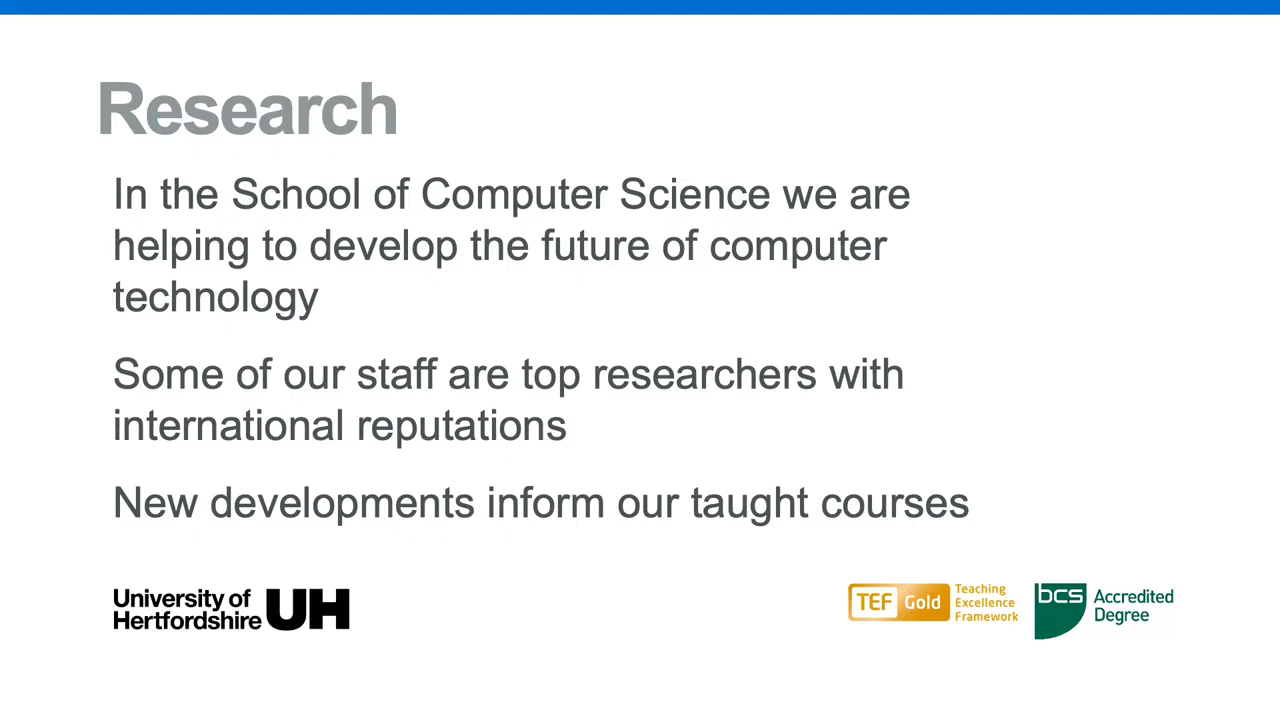 Research
In the School of Computer Science we are
helping to develop the future of computer
technology
Some of our staff are top researchers with
international reputations
New developments inform our taught courses
University of
Hertfordshire UH
TEF Gold
Teaching
Excellence
Framework
bcs
Accredited
Degree